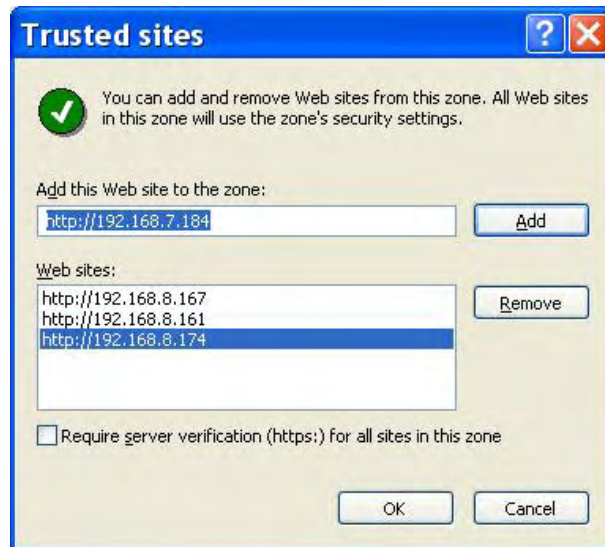 Trusted sites
You can add and remove Web sites from this zone. All Web sites
in this zone will use the zone's security settings.
Add this Web site to the zone:
http://192.168.7.184
Add
Web sites:
http://192.168.8.167
http://192.168.8.161
http://192.168.8.174
Remove
Require server verification (https:) for all sites in this zone
OK
Cancel